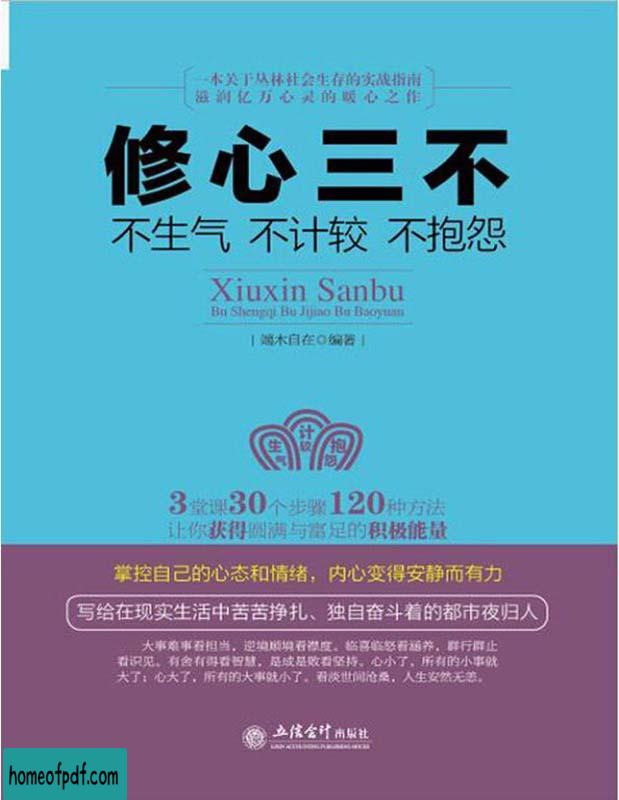 一本关于丛林社会生存的实战指南
滋润亿万心灵的暖心之作
修心三不
不生气 不计较 不抱怨
Xiuxin Sanbu
Bu Shengqi Bu Jijiao Bu Baoyuan
| 端木自在◎编著 |
生气 计较 抱怨
3堂课30个步骤120种方法
让你获得圆满与富足的积极能量
掌控自己的心态和情绪，内心变得安静而有力
写给在现实生活中苦苦挣扎、独自奋斗着的都市夜归人
大事难事看担当，逆境顺境看襟度。临喜临怒看涵养，群行群止
看识见。有舍有得看智慧，是成是败看坚持。心小了，所有的小事就
大了；心大了，所有的大事就小了。看淡世间沧桑，人生安然无恙。
立信会计出版社
LIXIN ACCOUNTING PUBLISHING HOUSE
homeofpdf.com